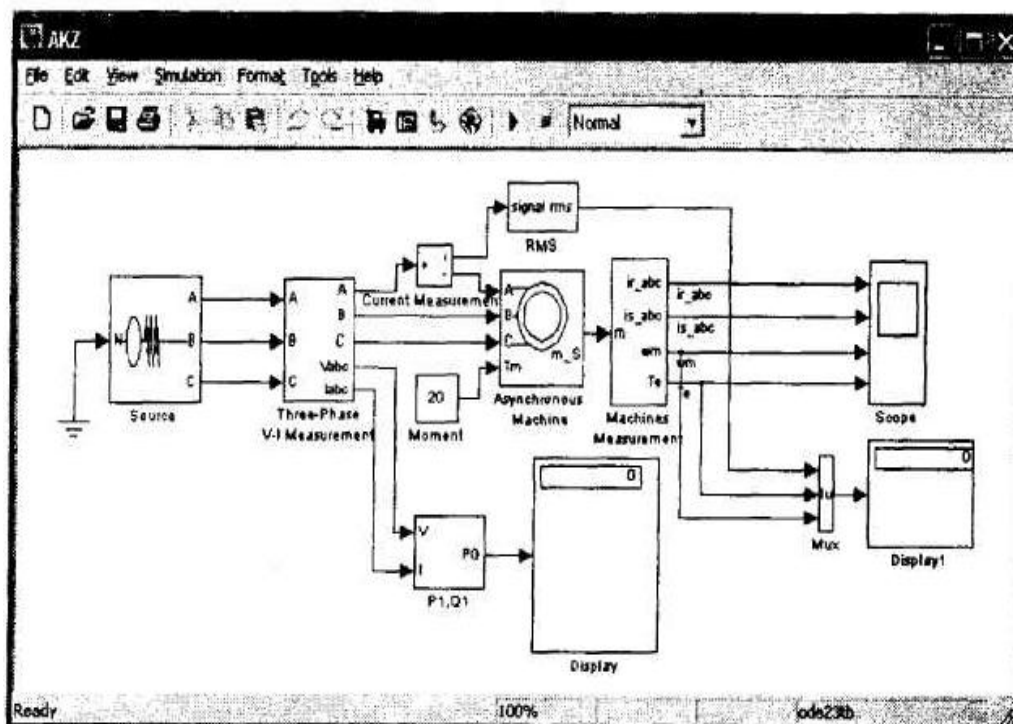 AKZ
File Edit View Simulation Format Tools Help
Normal
signal rms
RMS
Current Measurement
A
B
C
N
Source
A
B
C
A
B
C
Vabc
Iabc
Three-Phase
V-I Measurement
+
i
A
B
C
Tm
m_S
Asynchronous
Machine
20
Moment
m
ir_abc
is_abc
wm
Te
Machines
Measurement
ir_abc
is_abc
wm
Scope
V
I
PQ
P1,Q1
0
Display
Mux
0
Display1
Ready 100% ode23tb